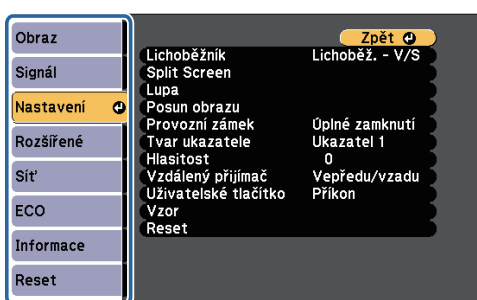 Obraz
Signál
Nastavení
Rozšířené
Síť
ECO
Informace
Reset
Zpět
Lichoběžník Lichoběž. - V/S
Split Screen
Lupa
Posun obrazu
Provozní zámek Úplné zamknutí
Tvar ukazatele Ukazatel 1
Hlasitost 0
Vzdálený přijímač Vepředu/vzadu
Uživatelské tlačítko Příkon
Vzor
Reset